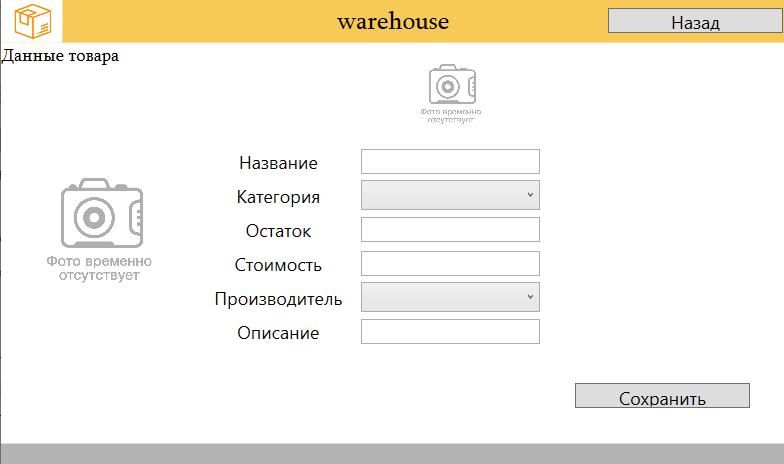 warehouse
Назад
Данные товара
Фото временно
отсутствует
Название
Категория
Остаток
Фото временно
отсутствует
Стоимость
Производитель
Описание
Сохранить